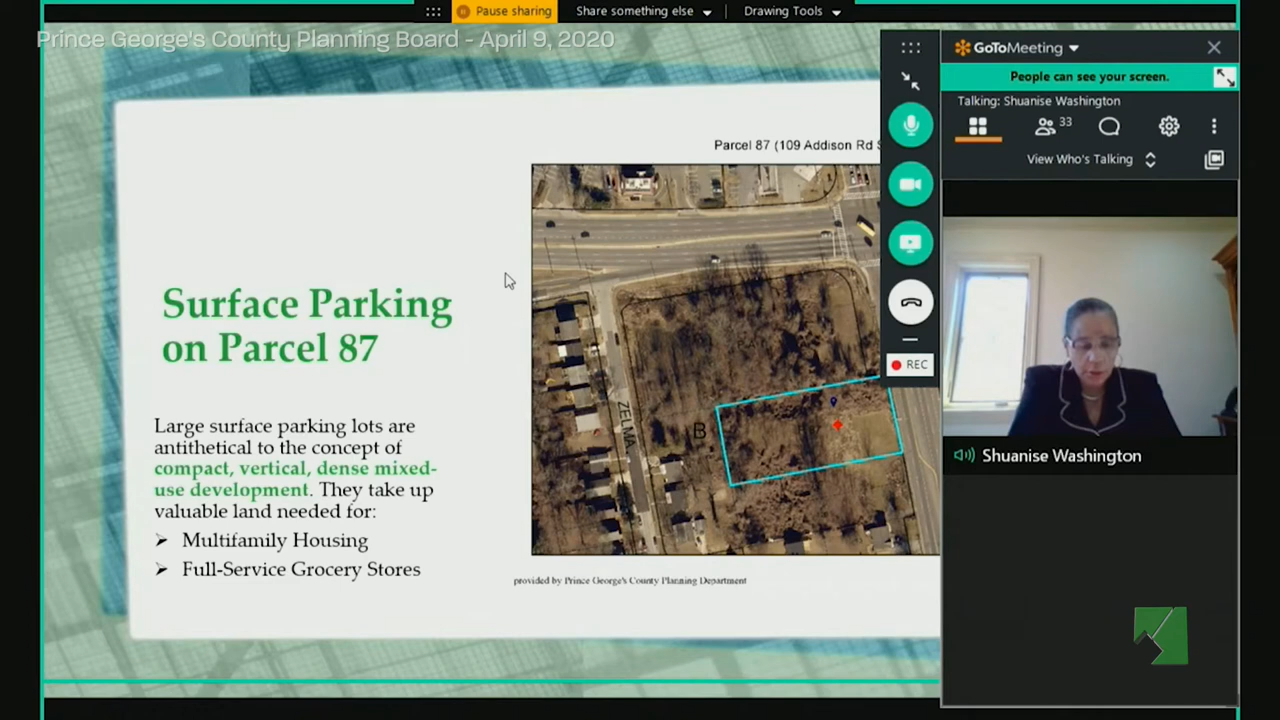 Pause sharing
Share something else
Drawing Tools
Prince George's County Planning Board - April 9, 2020
GoToMeeting
People can see your screen.
Talking: Shuanise Washington
33
View Who's Talking
Parcel 87 (109 Addison Rd
Surface Parking
on Parcel 87
REC
ZELMA
B
Large surface parking lots are
antithetical to the concept of
compact, vertical, dense mixed-
use development. They take up
valuable land needed for:
➢ Multifamily Housing
➢ Full-Service Grocery Stores
Shuanise Washington
provided by Prince George's County Planning Department